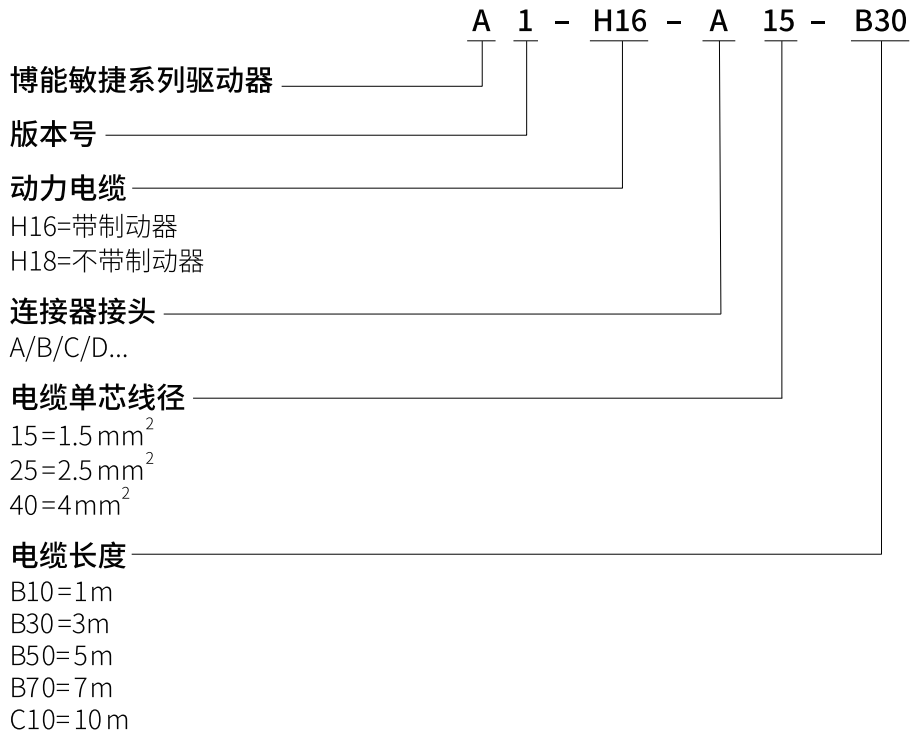 A 1 - H16 - A 15 - B30
博能敏捷系列驱动器
版本号
动力电缆
H16=带制动器
H18=不带制动器
连接器接头
A/B/C/D...
电缆单芯线径
15=1.5mm²
25=2.5mm²
40=4mm²
电缆长度
B10=1m
B30=3m
B50=5m
B70=7m
C10=10m